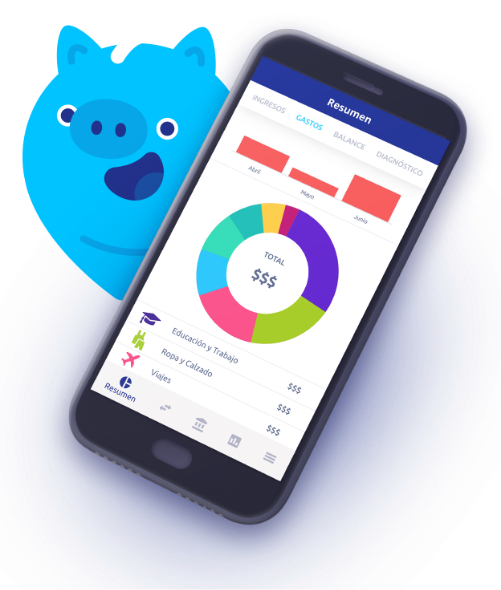 Resumen
INGRESOS GASTOS BALANCE DIAGNÓSTICO
Abril Mayo Junio
TOTAL
$$$
Educación y Trabajo $$$
Ropa y Calzado $$$
Viajes $$$
Resumen